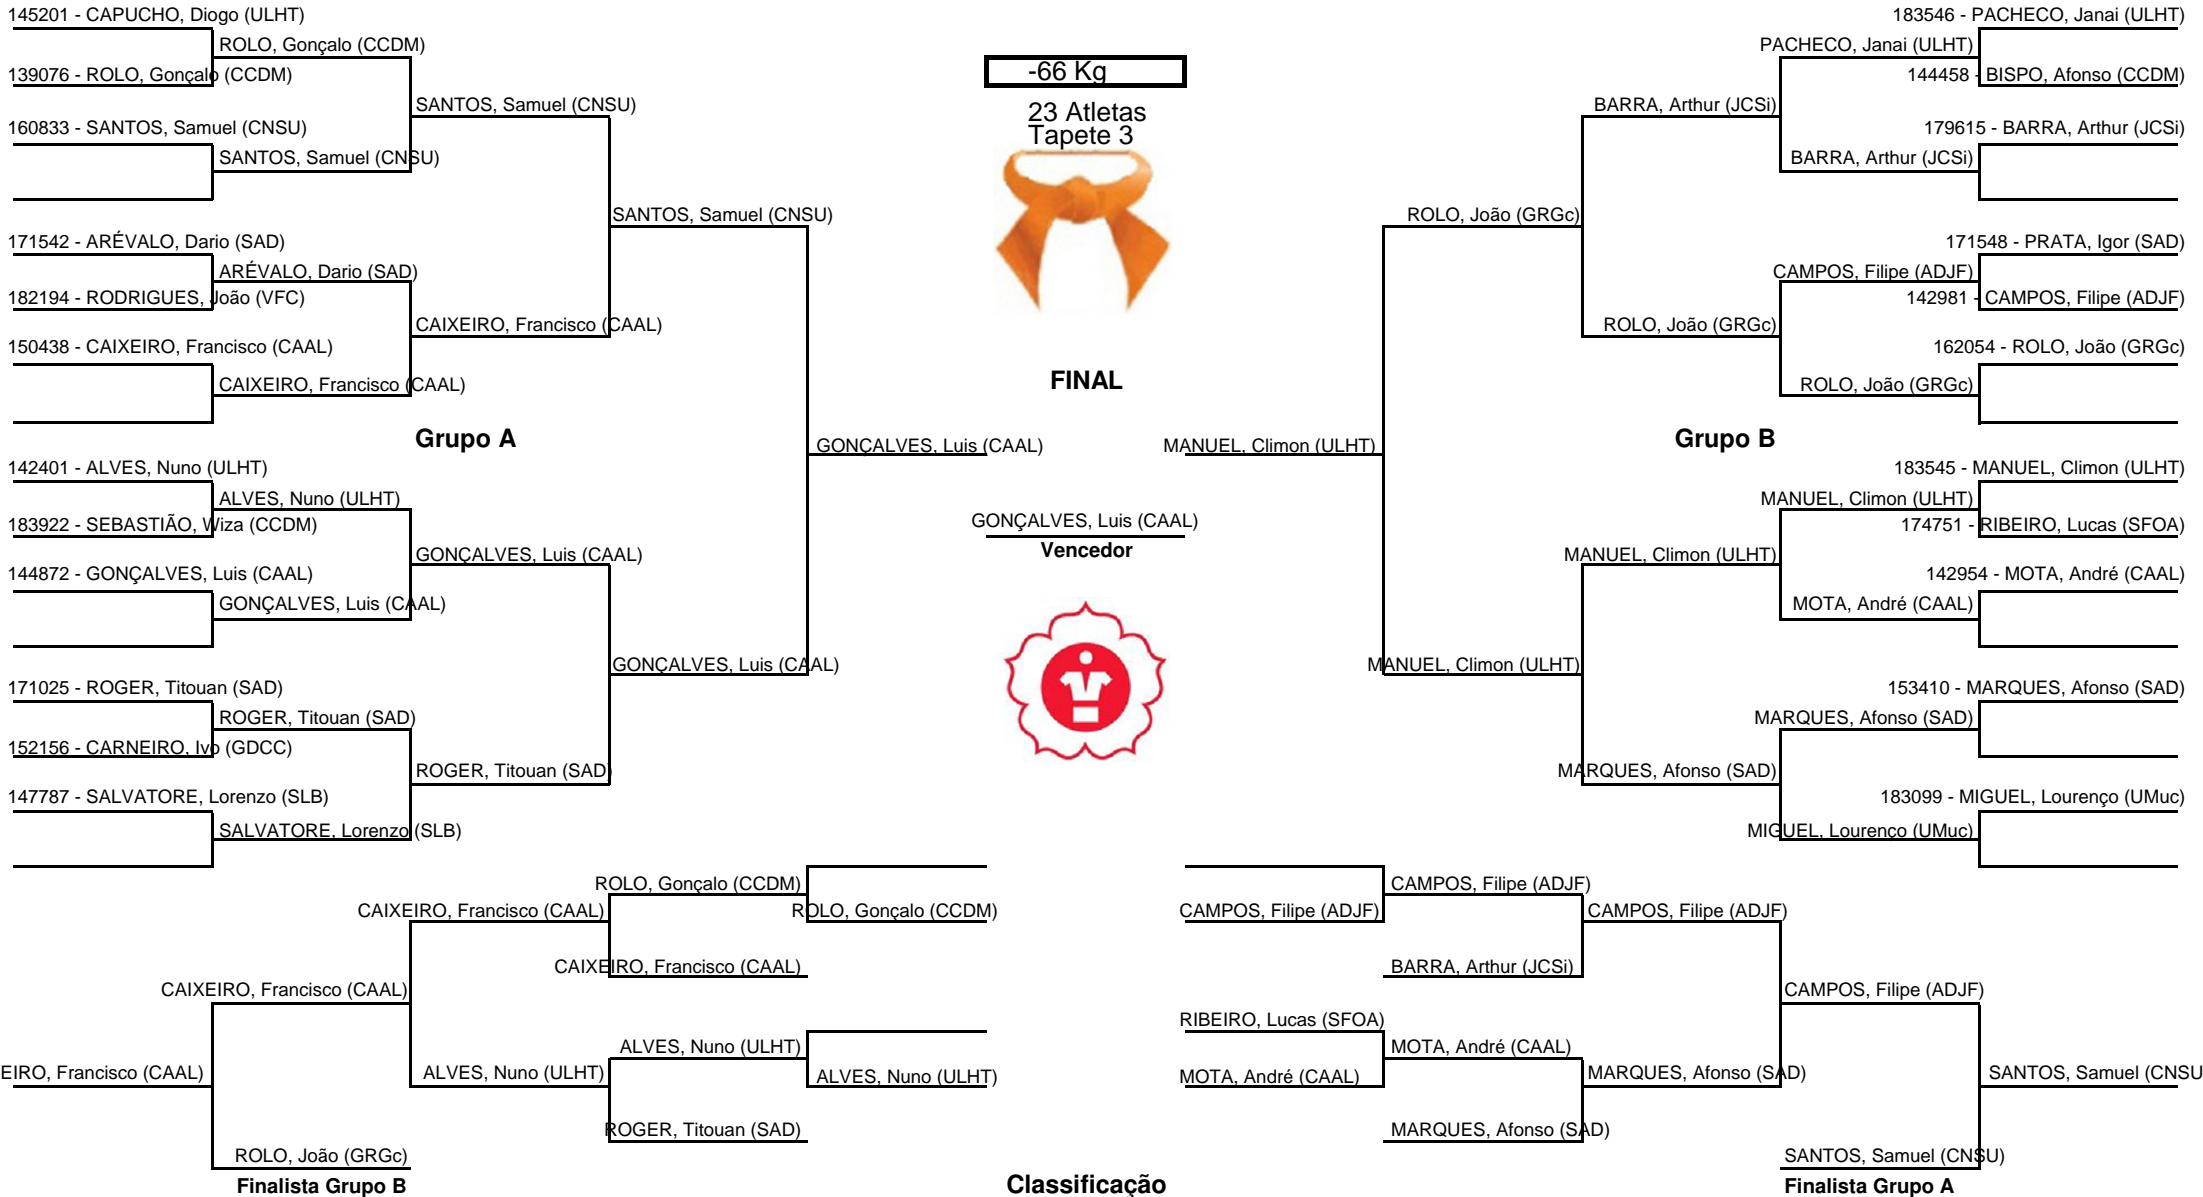 145201 - CAPUCHO, Diogo (ULHT)
ROLO, Gonçalo (CCDM)
139076 - ROLO, Gonçalo (CCDM)
SANTOS, Samuel (CNSU)
160833 - SANTOS, Samuel (CNSU)
SANTOS, Samuel (CNSU)
SANTOS, Samuel (CNSU)
171542 - ARÉVALO, Dario (SAD)
ARÉVALO, Dario (SAD)
182194 - RODRIGUES, João (VFC)
CAIXEIRO, Francisco (CAAL)
150438 - CAIXEIRO, Francisco (CAAL)
CAIXEIRO, Francisco (CAAL)
Grupo A
GONÇALVES, Luis (CAAL)
142401 - ALVES, Nuno (ULHT)
ALVES, Nuno (ULHT)
183922 - SEBASTIÃO, Wiza (CCDM)
GONÇALVES, Luis (CAAL)
144872 - GONÇALVES, Luis (CAAL)
GONÇALVES, Luis (CAAL)
GONÇALVES, Luis (CAAL)
171025 - ROGER, Titouan (SAD)
ROGER, Titouan (SAD)
152156 - CARNEIRO, Ivo (GDCC)
ROGER, Titouan (SAD)
147787 - SALVATORE, Lorenzo (SLB)
SALVATORE, Lorenzo (SLB)
-66 Kg
23 Atletas
Tapete 3
FINAL
GONÇALVES, Luis (CAAL)
Vencedor
183546 - PACHECO, Janai (ULHT)
PACHECO, Janai (ULHT)
144458 - BISPO, Afonso (CCDM)
BARRA, Arthur (JCSi)
179615 - BARRA, Arthur (JCSi)
BARRA, Arthur (JCSi)
ROLO, João (GRGc)
171548 - PRATA, Igor (SAD)
CAMPOS, Filipe (ADJF)
142981 - CAMPOS, Filipe (ADJF)
ROLO, João (GRGc)
162054 - ROLO, João (GRGc)
ROLO, João (GRGc)
Grupo B
MANUEL, Climon (ULHT)
183545 - MANUEL, Climon (ULHT)
MANUEL, Climon (ULHT)
174751 - RIBEIRO, Lucas (SFOA)
MANUEL, Climon (ULHT)
142954 - MOTA, André (CAAL)
MOTA, André (CAAL)
MANUEL, Climon (ULHT)
153410 - MARQUES, Afonso (SAD)
MARQUES, Afonso (SAD)
MARQUES, Afonso (SAD)
183099 - MIGUEL, Lourenço (UMuc)
MIGUEL, Lourenço (UMuc)
ROLO, Gonçalo (CCDM)
CAIXEIRO, Francisco (CAAL)
ROLO, Gonçalo (CCDM)
CAIXEIRO, Francisco (CAAL)
CAIXEIRO, Francisco (CAAL)
ALVES, Nuno (ULHT)
EIRO, Francisco (CAAL)
ALVES, Nuno (ULHT)
ALVES, Nuno (ULHT)
ROGER, Titouan (SAD)
ROLO, João (GRGc)
Finalista Grupo B
CAMPOS, Filipe (ADJF)
CAMPOS, Filipe (ADJF)
CAMPOS, Filipe (ADJF)
BARRA, Arthur (JCSi)
CAMPOS, Filipe (ADJF)
RIBEIRO, Lucas (SFOA)
MOTA, André (CAAL)
MOTA, André (CAAL)
MARQUES, Afonso (SAD)
SANTOS, Samuel (CNSU
MARQUES, Afonso (SAD)
SANTOS, Samuel (CNSU)
Finalista Grupo A
Classificação